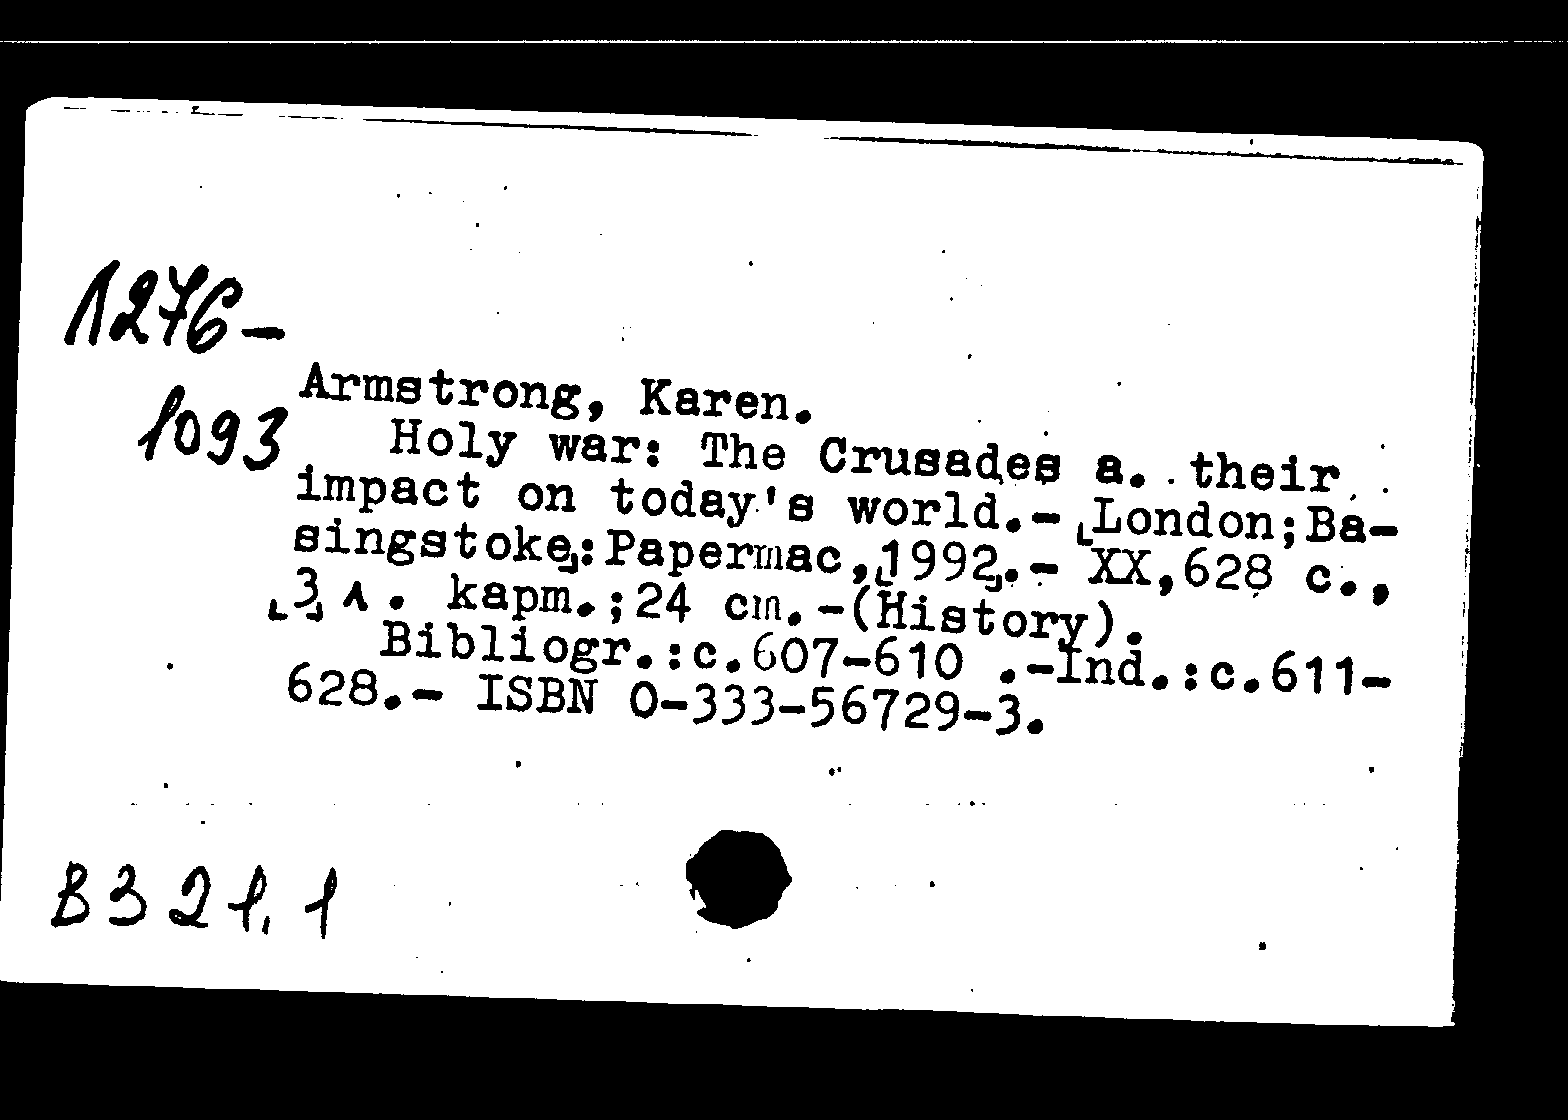 1276-
1093
Armstrong, Karen.
Holy war: The Crusades a. their
impact on today's world.- [London;Ba-
singstoke]:Papermac,[1992].- XX,628 c.,
[3] л. карт.;24 cm.-(History).
Bibliogr.:c.607-610 .-Ind.:c.611-
628.- ISBN 0-333-56729-3.
B321.1